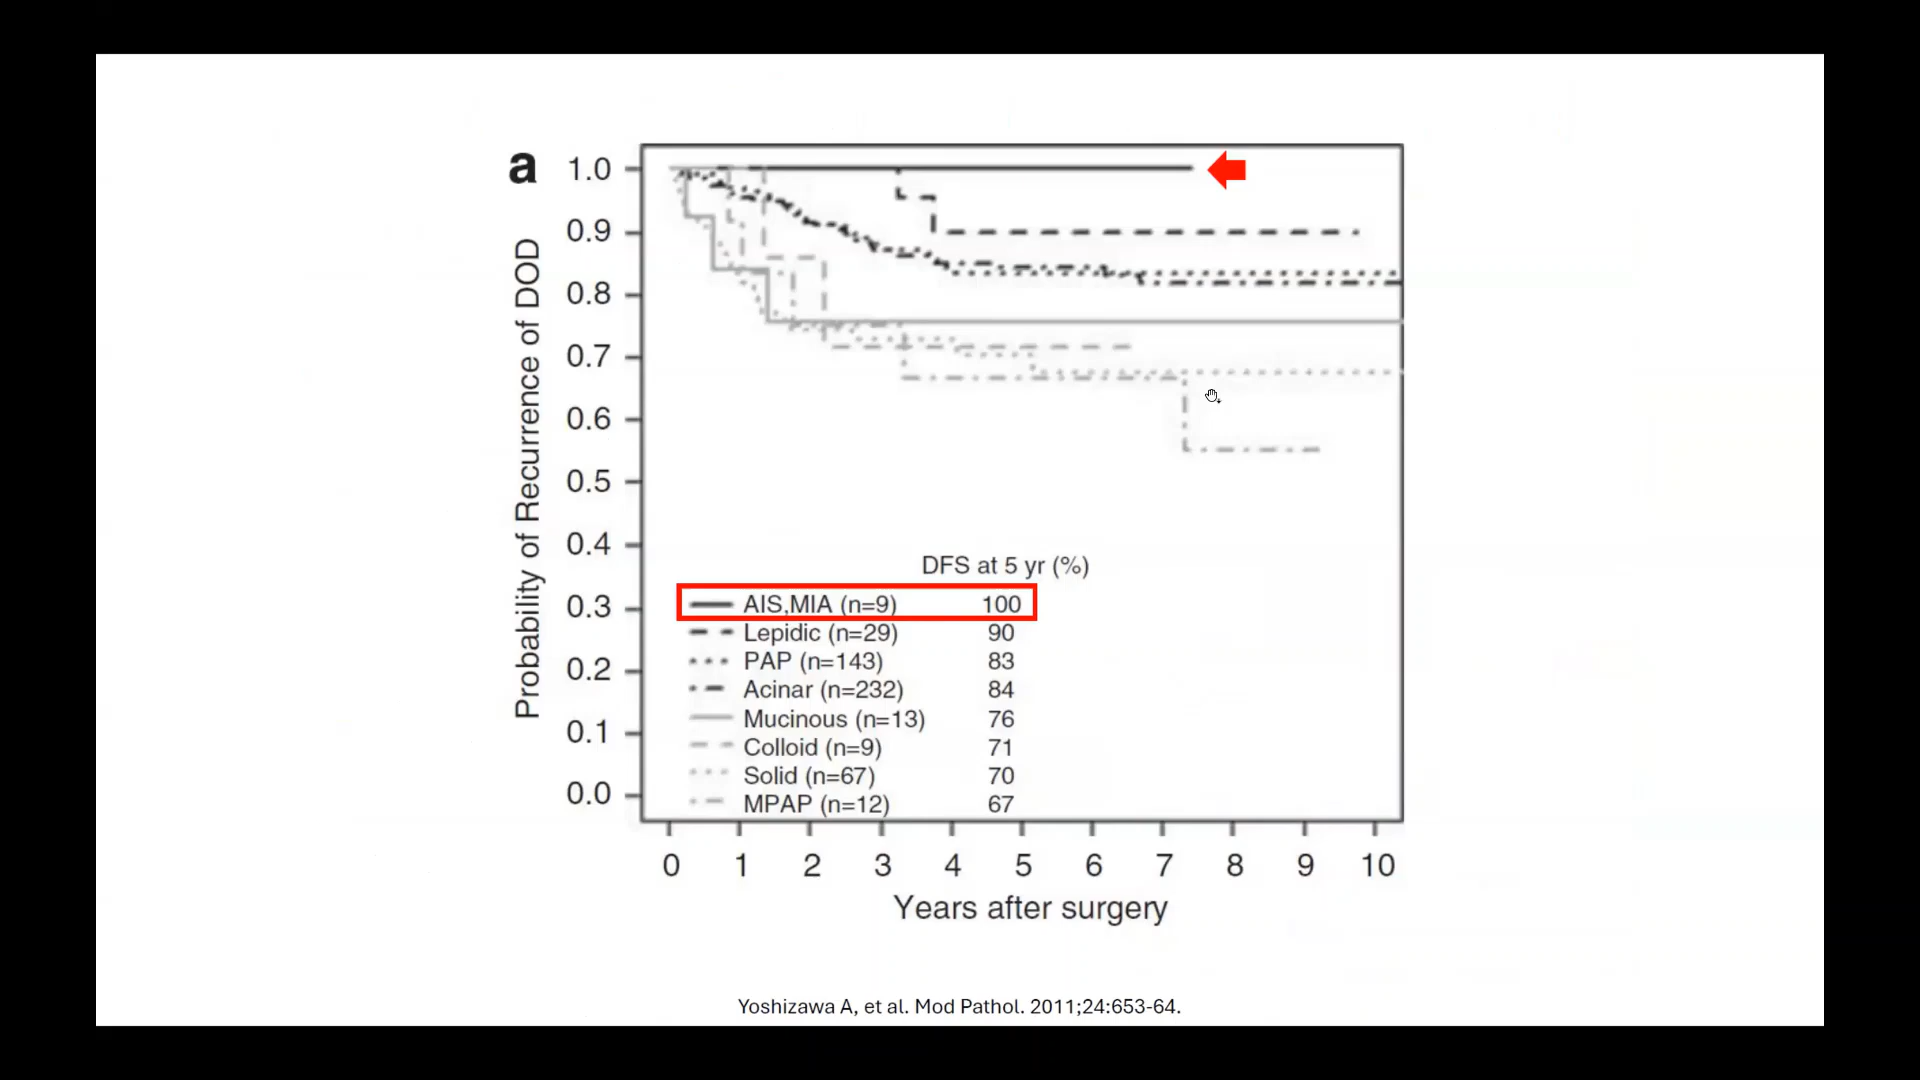 a
Probability of Recurrence of DOD
1.0
0.9
0.8
0.7
0.6
0.5
0.4
0.3
0.2
0.1
0.0
DFS at 5 yr (%)
AIS,MIA (n=9) 100
Lepidic (n=29) 90
PAP (n=143) 83
Acinar (n=232) 84
Mucinous (n=13) 76
Colloid (n=9) 71
Solid (n=67) 70
MPAP (n=12) 67
0 1 2 3 4 5 6 7 8 9 10
Years after surgery
Yoshizawa A, et al. Mod Pathol. 2011;24:653-64.